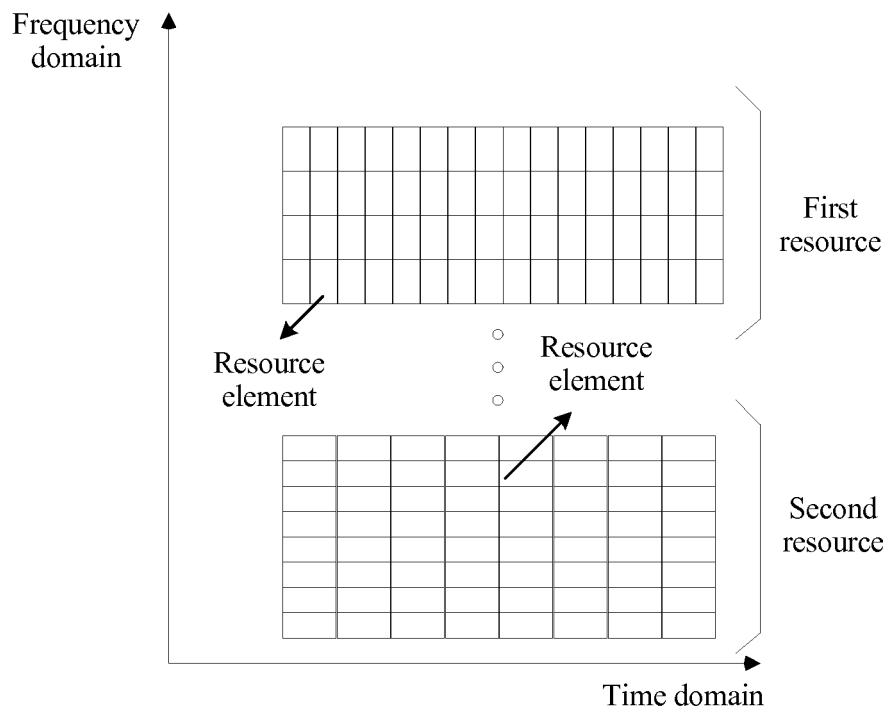 Frequency
domain
First
resource
Resource
element
Resource
element
Second
resource
Time domain